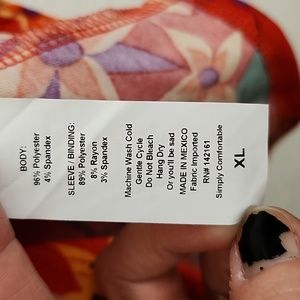 BODY:
96% Polyester
4% Spandex
SLEEVE / BINDING:
89% Polyester
8% Rayon
3% Spandex
Machine Wash Cold
Gentle Cycle
Do Not Bleach
Hang Dry
Or you'll be sad
MADE IN MEXICO
Fabric Imported
RN# 142161
Simply Comfortable
XL